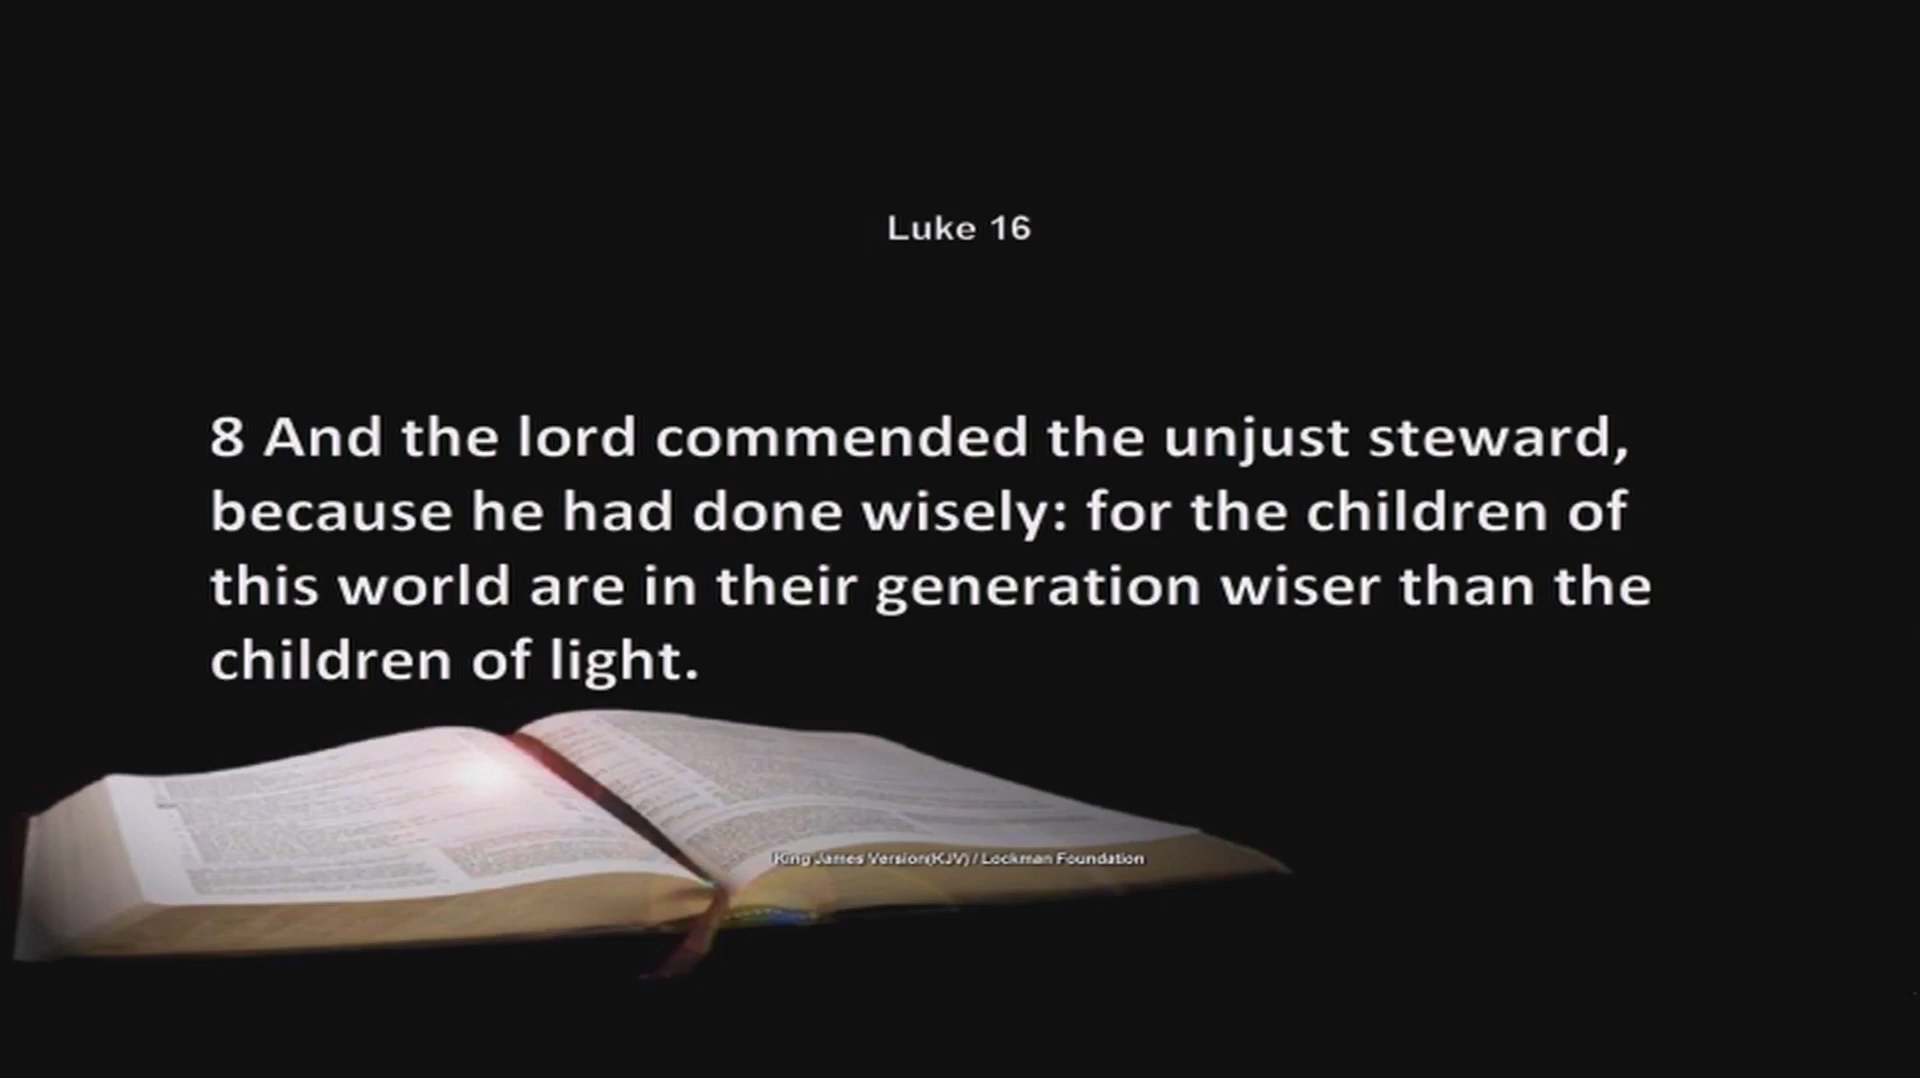 Luke 16
8 And the lord commended the unjust steward,
because he had done wisely: for the children of
this world are in their generation wiser than the
children of light.
King James Version(KJV) / Lockman Foundation